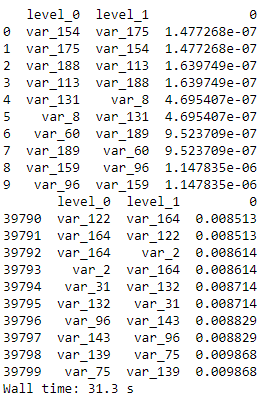 level_0 level_1 0
0 var_154 var_175 1.477268e-07
1 var_175 var_154 1.477268e-07
2 var_188 var_113 1.639749e-07
3 var_113 var_188 1.639749e-07
4 var_131 var_8 4.695407e-07
5 var_8 var_131 4.695407e-07
6 var_60 var_189 9.523709e-07
7 var_189 var_60 9.523709e-07
8 var_159 var_96 1.147835e-06
9 var_96 var_159 1.147835e-06
level_0 level_1 0
39790 var_122 var_164 0.008513
39791 var_164 var_122 0.008513
39792 var_164 var_2 0.008614
39793 var_2 var_164 0.008614
39794 var_31 var_132 0.008714
39795 var_132 var_31 0.008714
39796 var_96 var_143 0.008829
39797 var_143 var_96 0.008829
39798 var_139 var_75 0.009868
39799 var_75 var_139 0.009868
Wall time: 31.3 s